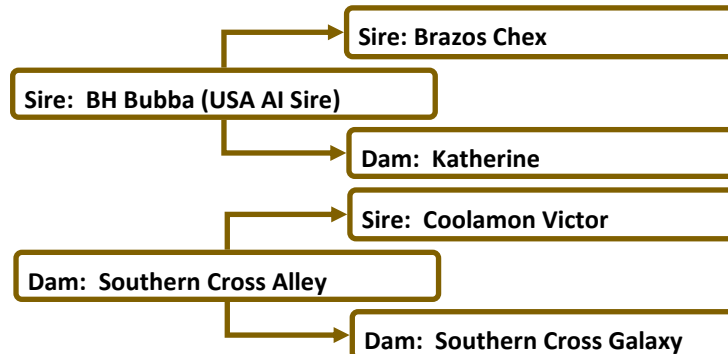 Sire: Brazos Chex
Sire:  BH Bubba (USA AI Sire)
Dam:  Katherine
Sire:  Coolamon Victor
Dam:  Southern Cross Alley
Dam:  Southern Cross Galaxy